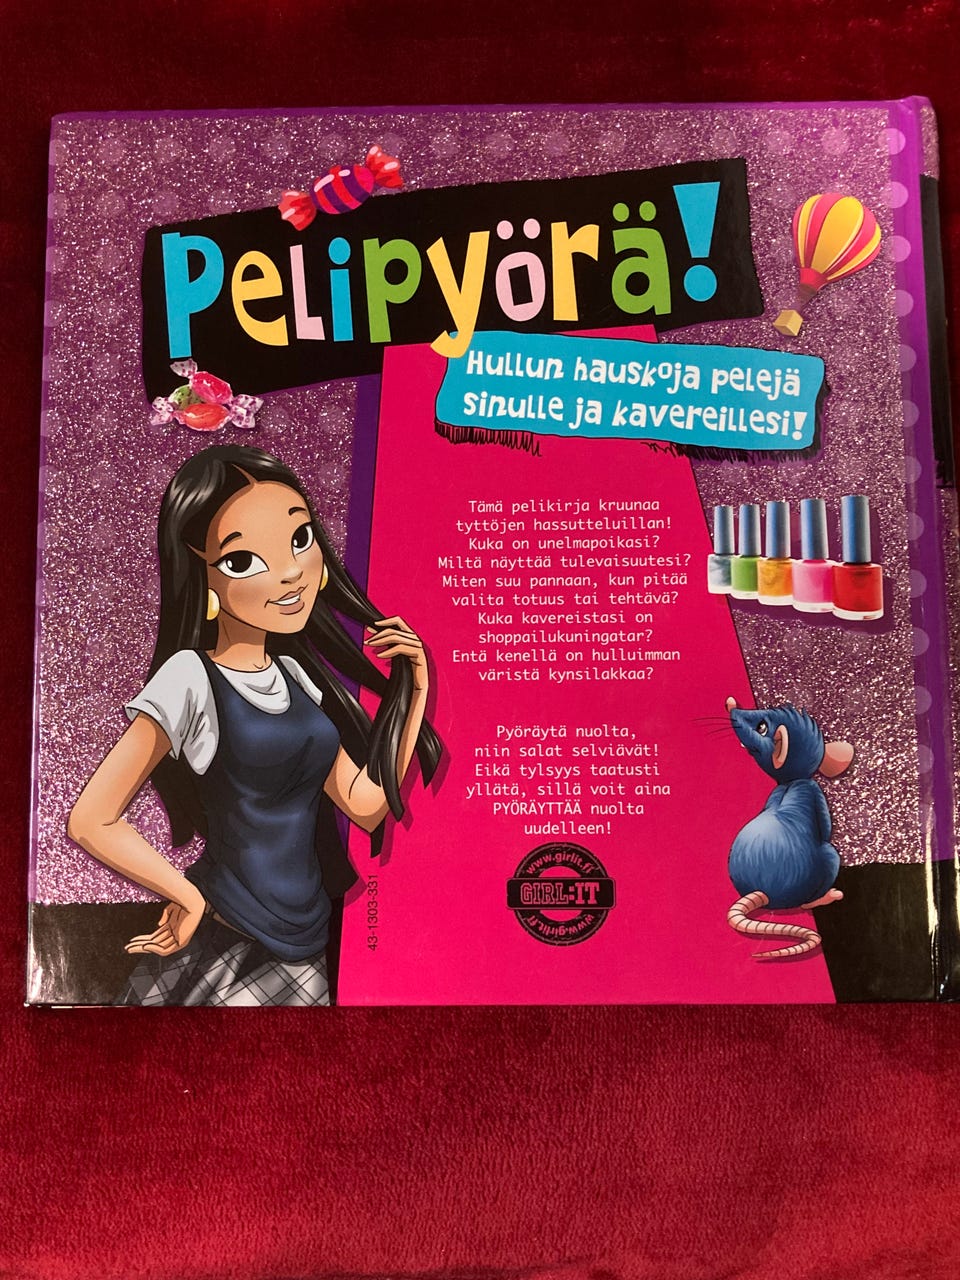 Pelipyörä!
Hullun hauskoja pelejä
sinulle ja kavereillesi!
Tämä pelikirja kruunaa
tyttöjen hassutteluillan!
Kuka on unelmapoikasi?
Miltä näyttää tulevaisuutesi?
Miten suu pannaan, kun pitää
valita totuus tai tehtävä?
Kuka kavereistasi on
shoppailukuningatar?
Entä kenellä on hulluimman
väristä kynsilakkaa?
Pyöräytä nuolta,
niin salat selviävät!
Eikä tylsyys taatusti
yllätä, sillä voit aina
PYÖRÄYTTÄÄ nuolta
uudelleen!
www.girlit.fi
GIRL:IT
www.girlit.fi
43-1303-331